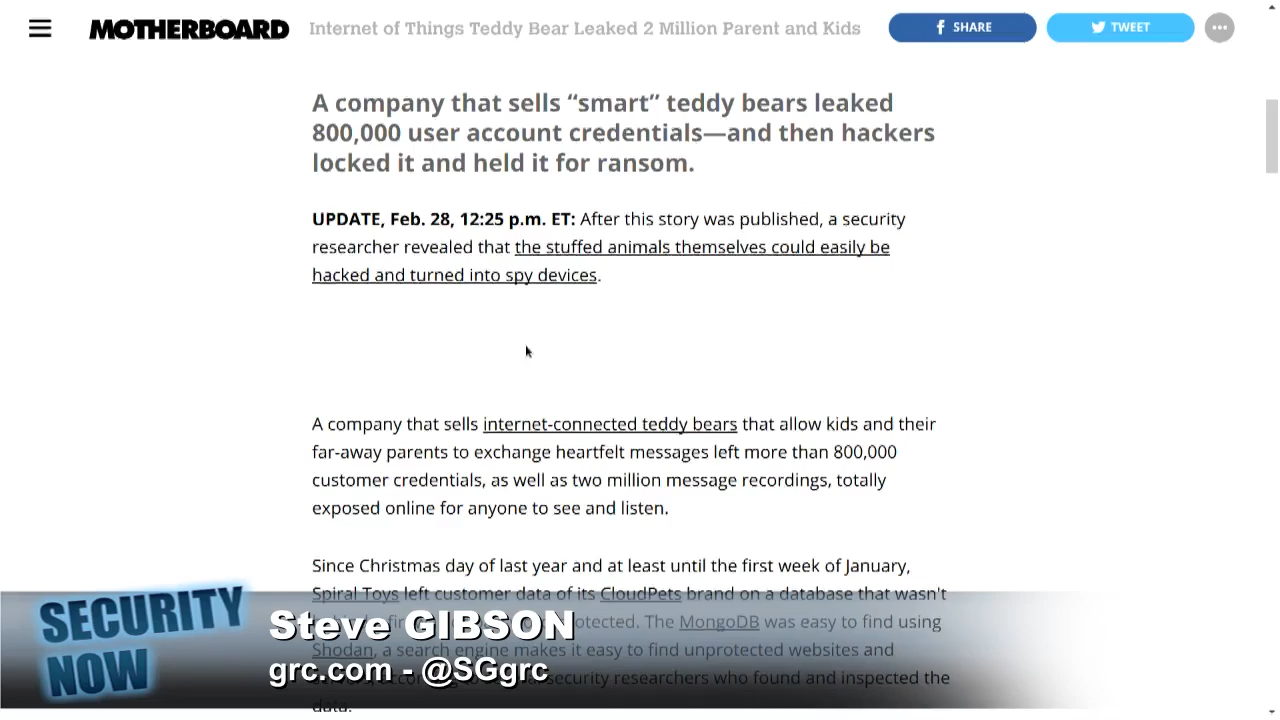 MOTHERBOARD
Internet of Things Teddy Bear Leaked 2 Million Parent and Kids
SHARE
TWEET
A company that sells “smart” teddy bears leaked
800,000 user account credentials—and then hackers
locked it and held it for ransom.
UPDATE, Feb. 28, 12:25 p.m. ET: After this story was published, a security
researcher revealed that the stuffed animals themselves could easily be
hacked and turned into spy devices.
A company that sells internet-connected teddy bears that allow kids and their
far-away parents to exchange heartfelt messages left more than 800,000
customer credentials, as well as two million message recordings, totally
exposed online for anyone to see and listen.
Since Christmas day of last year and at least until the first week of January,
Spiral Toys left customer data of its CloudPets brand on a database that wasn't
The MongoDB was easy to find using
Shodan, a search engine makes it easy to find unprotected websites and
security researchers who found and inspected the
data.
SECURITY
NOW
Steve GIBSON
grc.com - @SGgrc